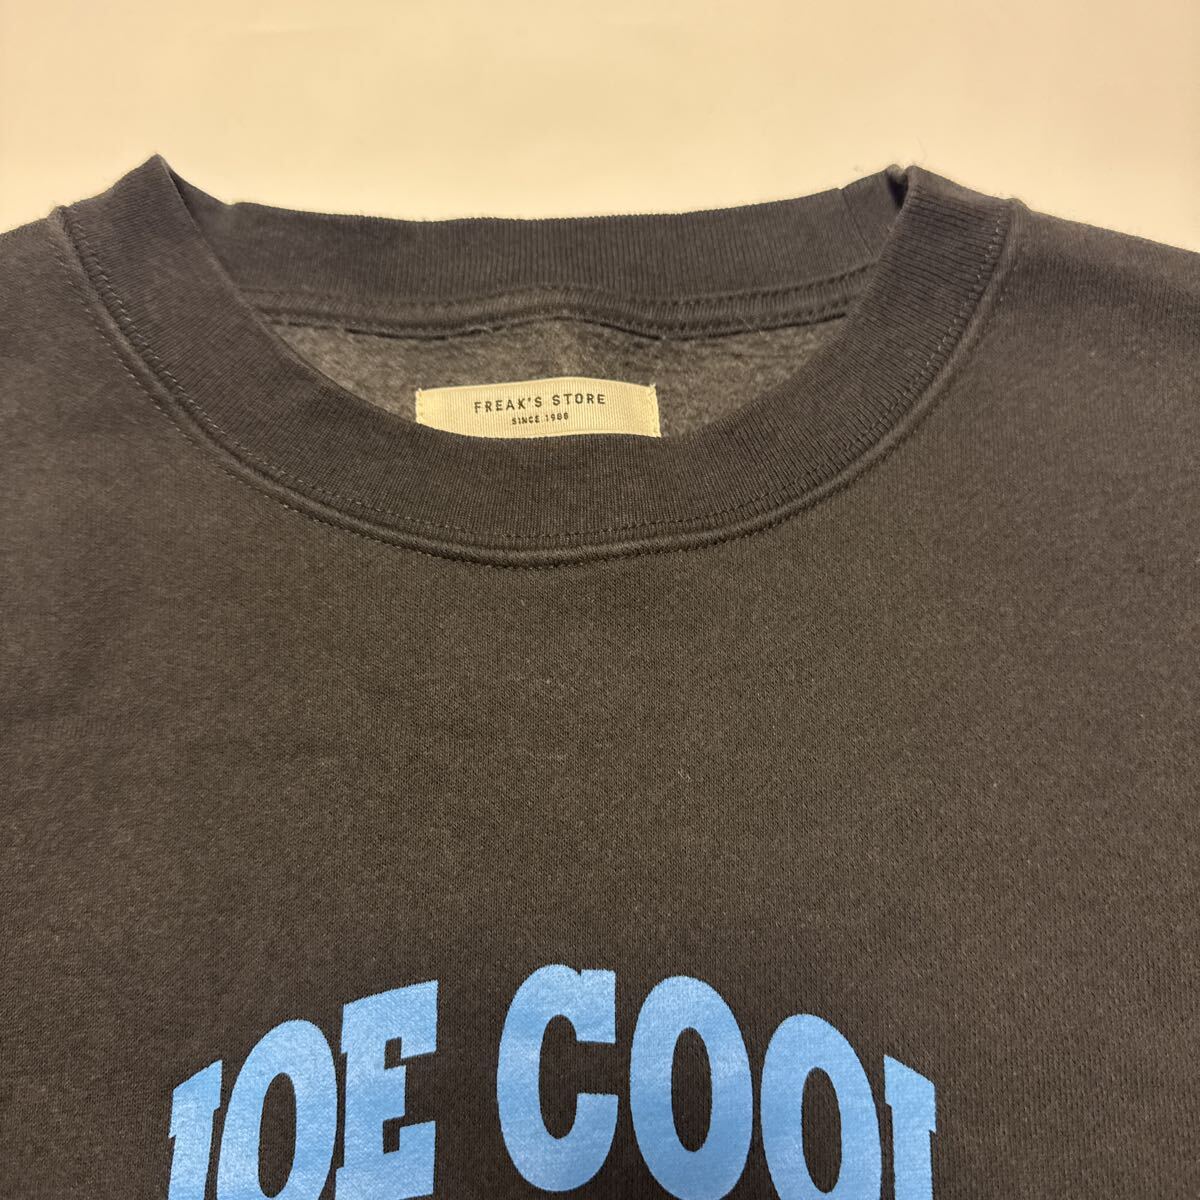 FREAK'S STORE
SINCE 1986
JOE COOL